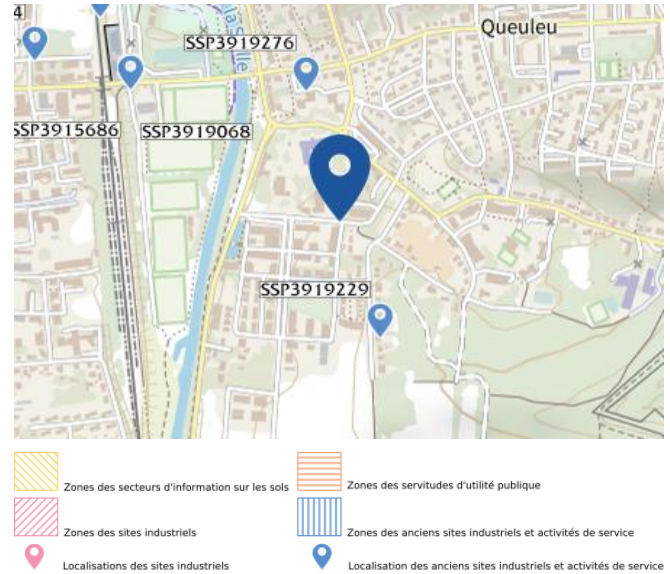 4
Queuleu
la Seille
SSP3919276
SSP3915686
SSP3919068
SSP3919229
Zones des secteurs d'information sur les sols
Zones des servitudes d'utilité publique
Zones des sites industriels
Zones des anciens sites industriels et activités de service
Localisations des sites industriels
Localisation des anciens sites industriels et activités de service